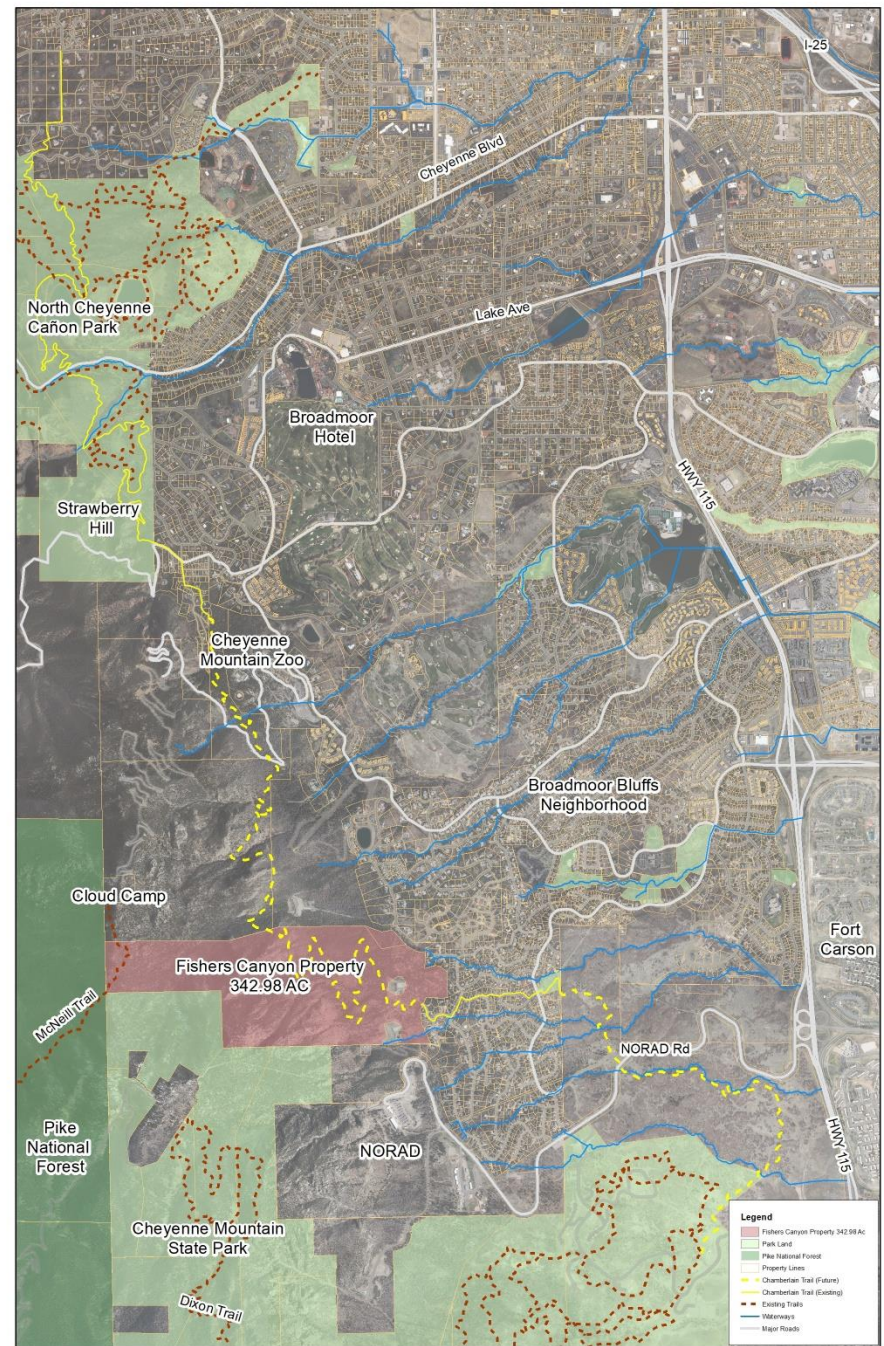 I-25
Cheyenne Blvd
North Cheyenne
Cañon Park
Lake Ave
Broadmoor
Hotel
HWY 115
Strawberry
Hill
Cheyenne
Mountain Zoo
Broadmoor Bluffs
Neighborhood
Cloud Camp
Fort
Carson
Fishers Canyon Property
342.98 AC
McNeill Trail
NORAD Rd
Pike
National
Forest
NORAD
HWY 115
Cheyenne Mountain
State Park
Dixon Trail
Legend
Fishers Canyon Property 342.98 Ac
Park Land
Pike National Forest
Property Lines
Chamberlain Trail (Future)
Chamberlain Trail (Existing)
Existing Trails
Waterways
Major Roads